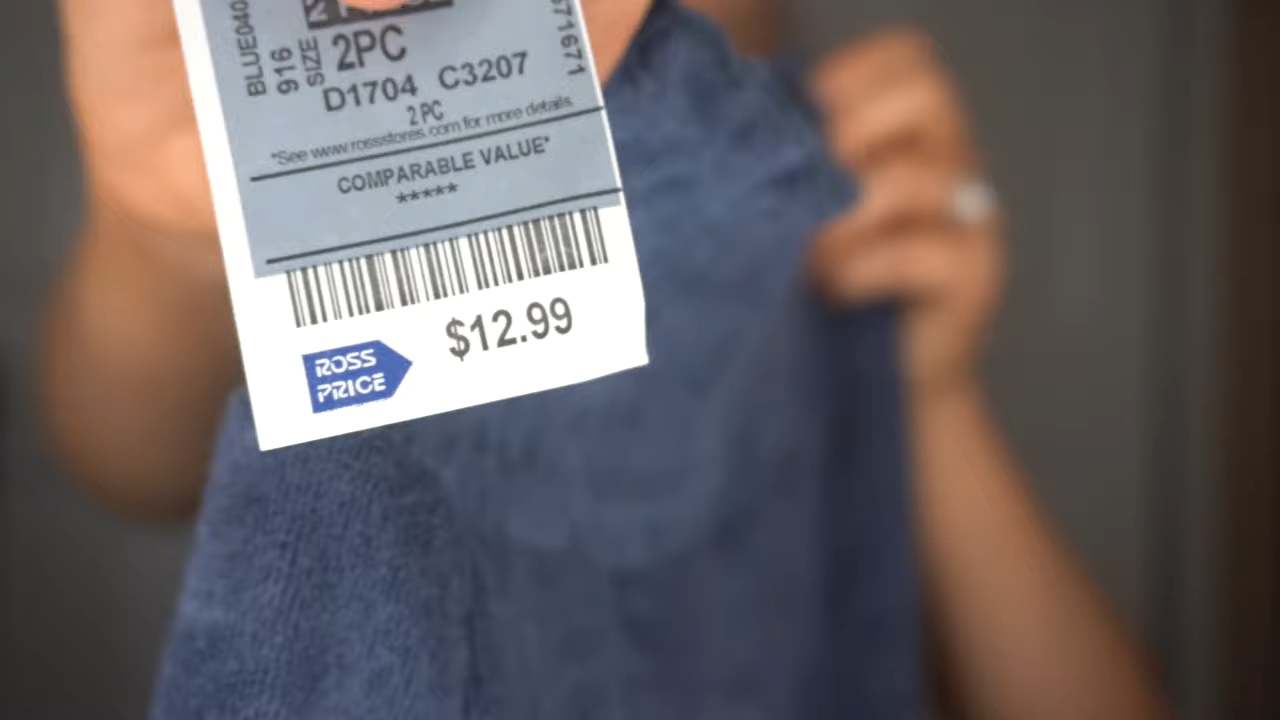 BLUE040
916
SIZE
2PC
71671
D1704 C3207
2 PC
*See www.rossstores.com for more details.
COMPARABLE VALUE*
*****
$12.99
ROSS
PRICE